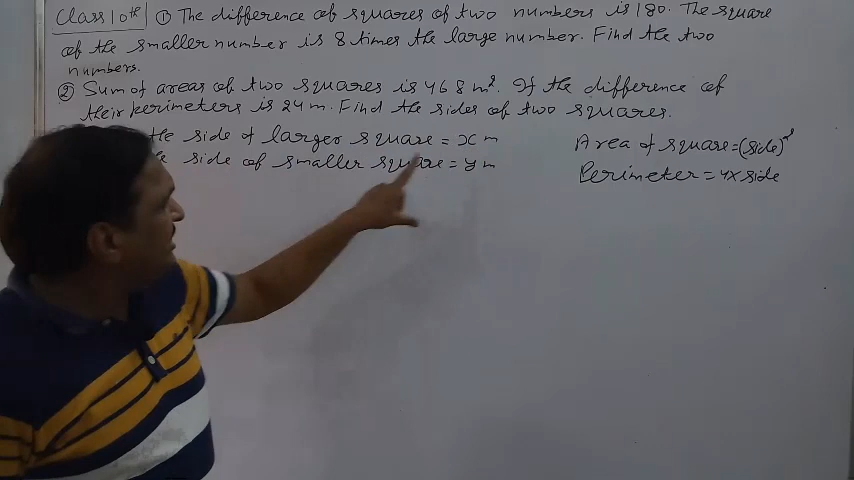 Class 10th ① The difference of squares of two numbers is 180. The square
of the smaller number is 8 times the large number. Find the two
numbers.
② Sum of areas of two squares is 468 m². If the difference of
their perimeters is 24 m. Find the sides of two squares.
the side of larger square = x m
side of smaller square = y m
Area of square = (side)²
Perimeter = 4 x side